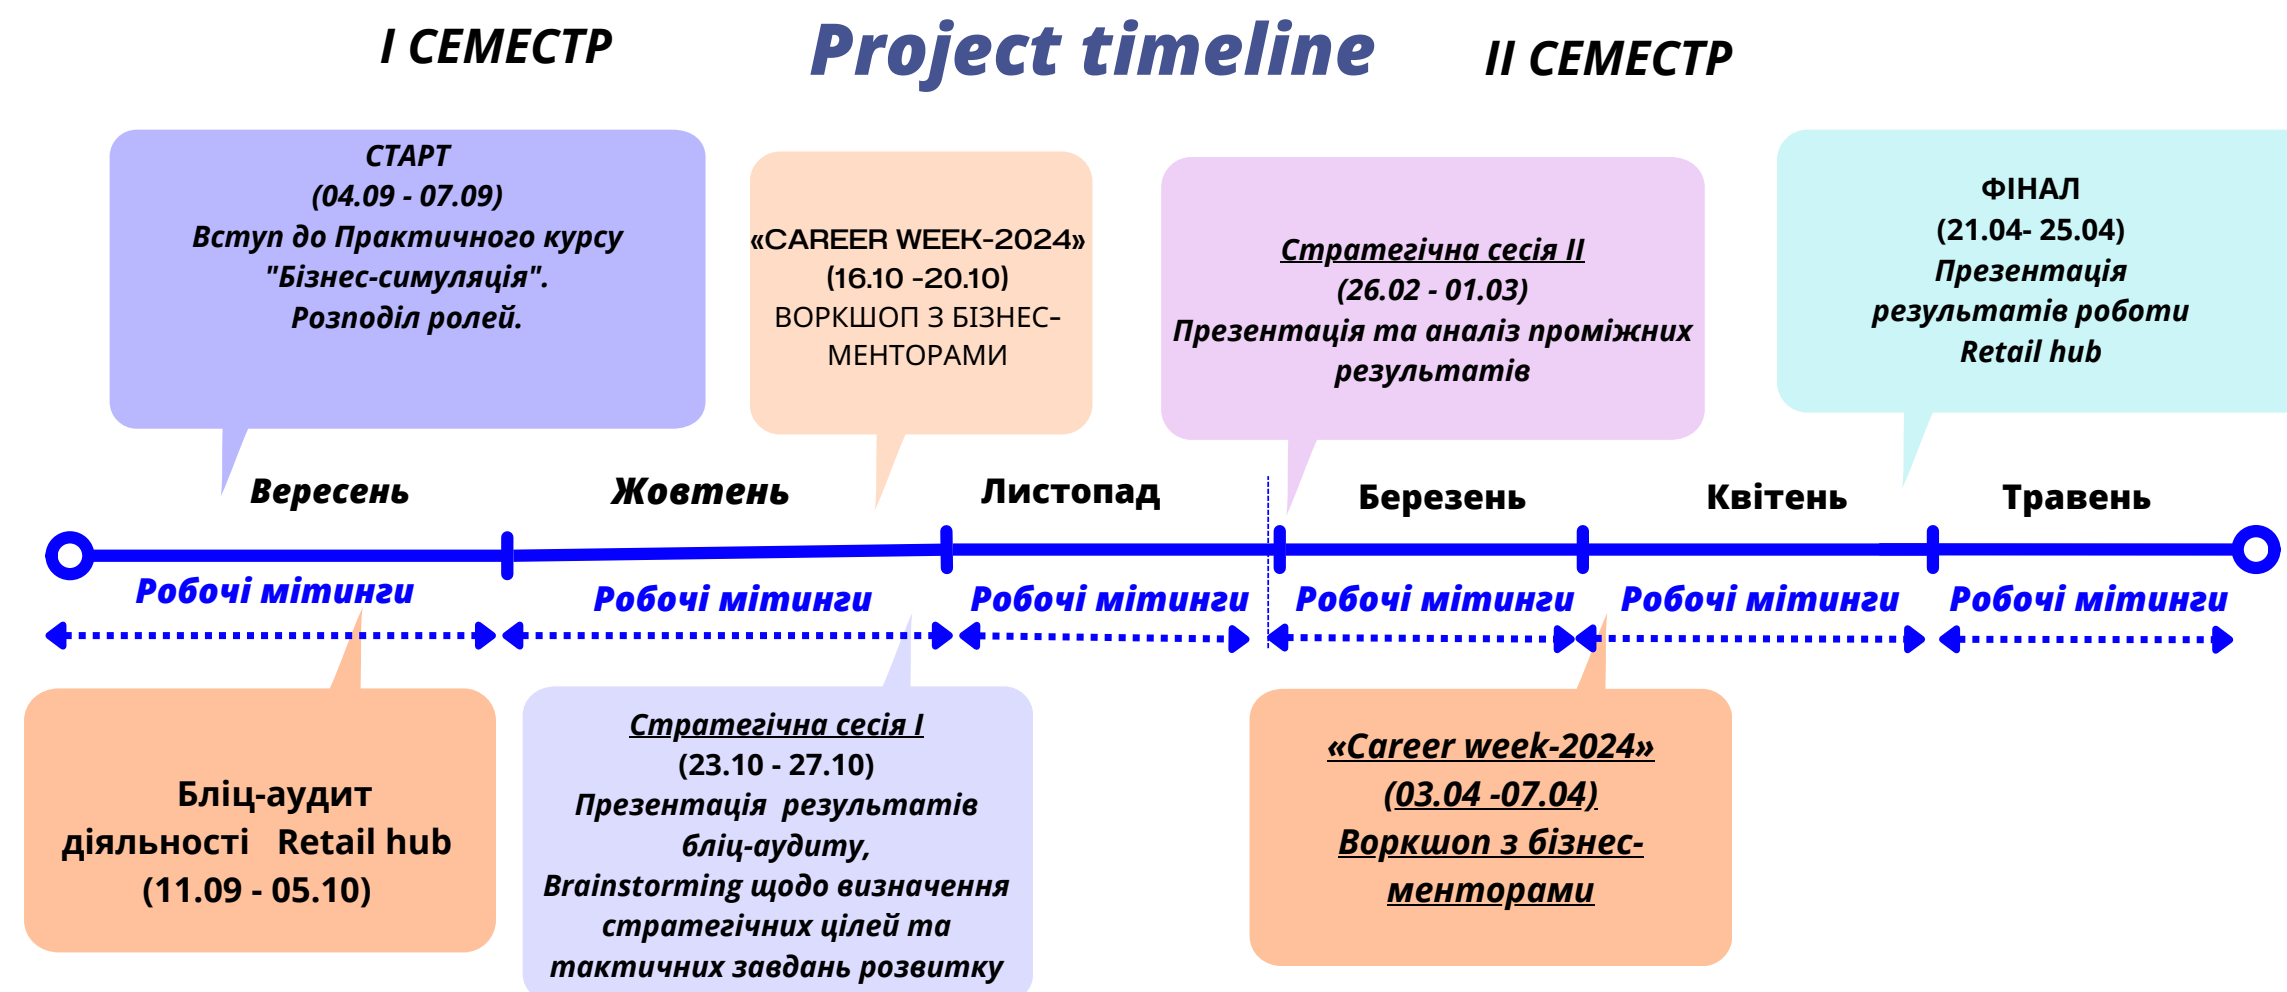 І СЕМЕСТР
Project timeline
ІІ СЕМЕСТР
СТАРТ
(04.09 - 07.09)
Вступ до Практичного курсу
"Бізнес-симуляція".
Розподіл ролей.
«CAREER WEEK-2024»
(16.10 -20.10)
ВОРКШОП З БІЗНЕС-
МЕНТОРАМИ
Стратегічна сесія ІІ
(26.02 - 01.03)
Презентація та аналіз проміжних
результатів
ФІНАЛ
(21.04- 25.04)
Презентація
результатів роботи
Retail hub
Вересень
Жовтень
Листопад
Березень
Квітень
Травень
Робочі мітинги
Робочі мітинги
Робочі мітинги
Робочі мітинги
Робочі мітинги
Робочі мітинги
Бліц-аудит
діяльності Retail hub
(11.09 - 05.10)
Стратегічна сесія І
(23.10 - 27.10)
Презентація результатів
бліц-аудиту,
Brainstorming щодо визначення
стратегічних цілей та
тактичних завдань розвитку
«Career week-2024»
(03.04 -07.04)
Воркшоп з бізнес-
менторами